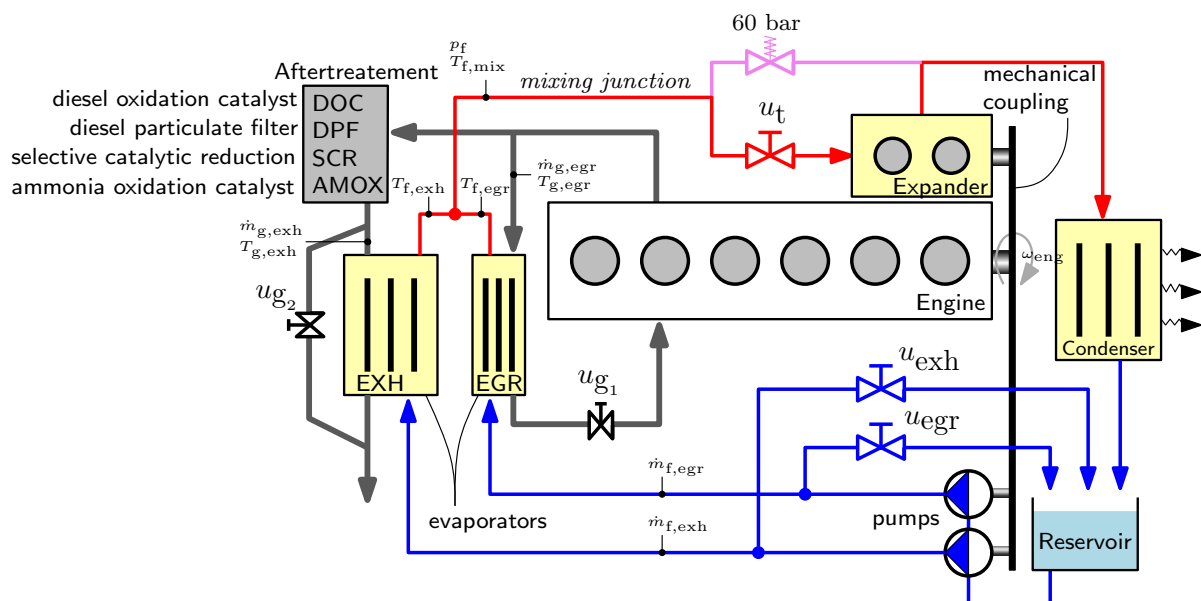 60 bar
p_f
T_f,mix
mixing junction
mechanical
coupling
Aftertreatement
diesel oxidation catalyst DOC
diesel particulate filter DPF
selective catalytic reduction SCR
ammonia oxidation catalyst AMOX
u_t
Expander
ṁ_g,egr
T_g,egr
T_f,exh
T_f,egr
ṁ_g,exh
T_g,exh
ω_eng
u_g₂
Engine
Condenser
EXH
EGR
u_g₁
u_exh
u_egr
ṁ_f,egr
evaporators
pumps
ṁ_f,exh
Reservoir